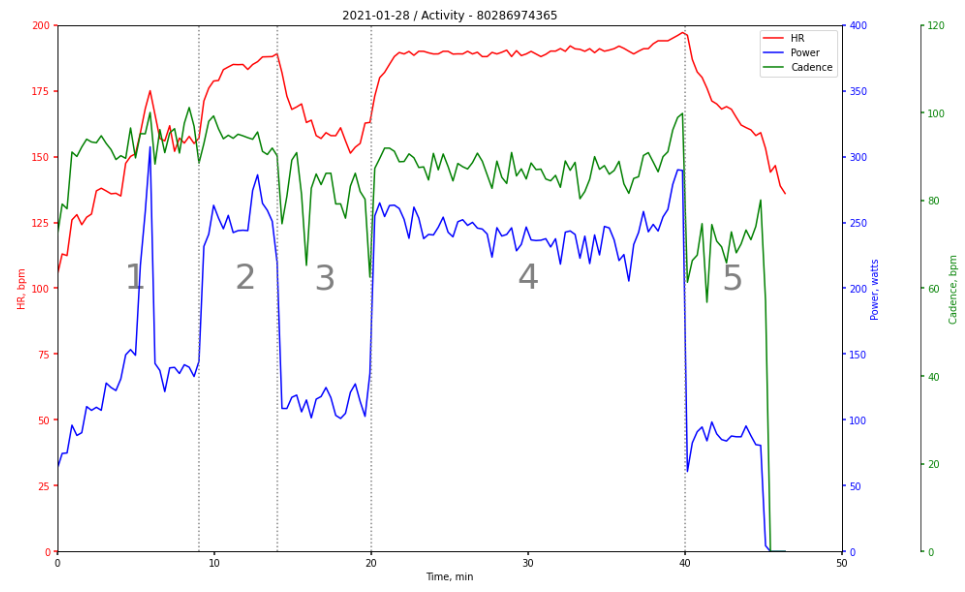 2021-01-28 / Activity - 80286974365
200
175
150
125
100
75
50
25
0
HR, bpm
0 10 20 30 40 50
Time, min
400
350
300
250
200
150
100
50
0
Power, watts
120
100
80
60
40
20
0
Cadence, bpm
HR
Power
Cadence
1 2 3 4 5